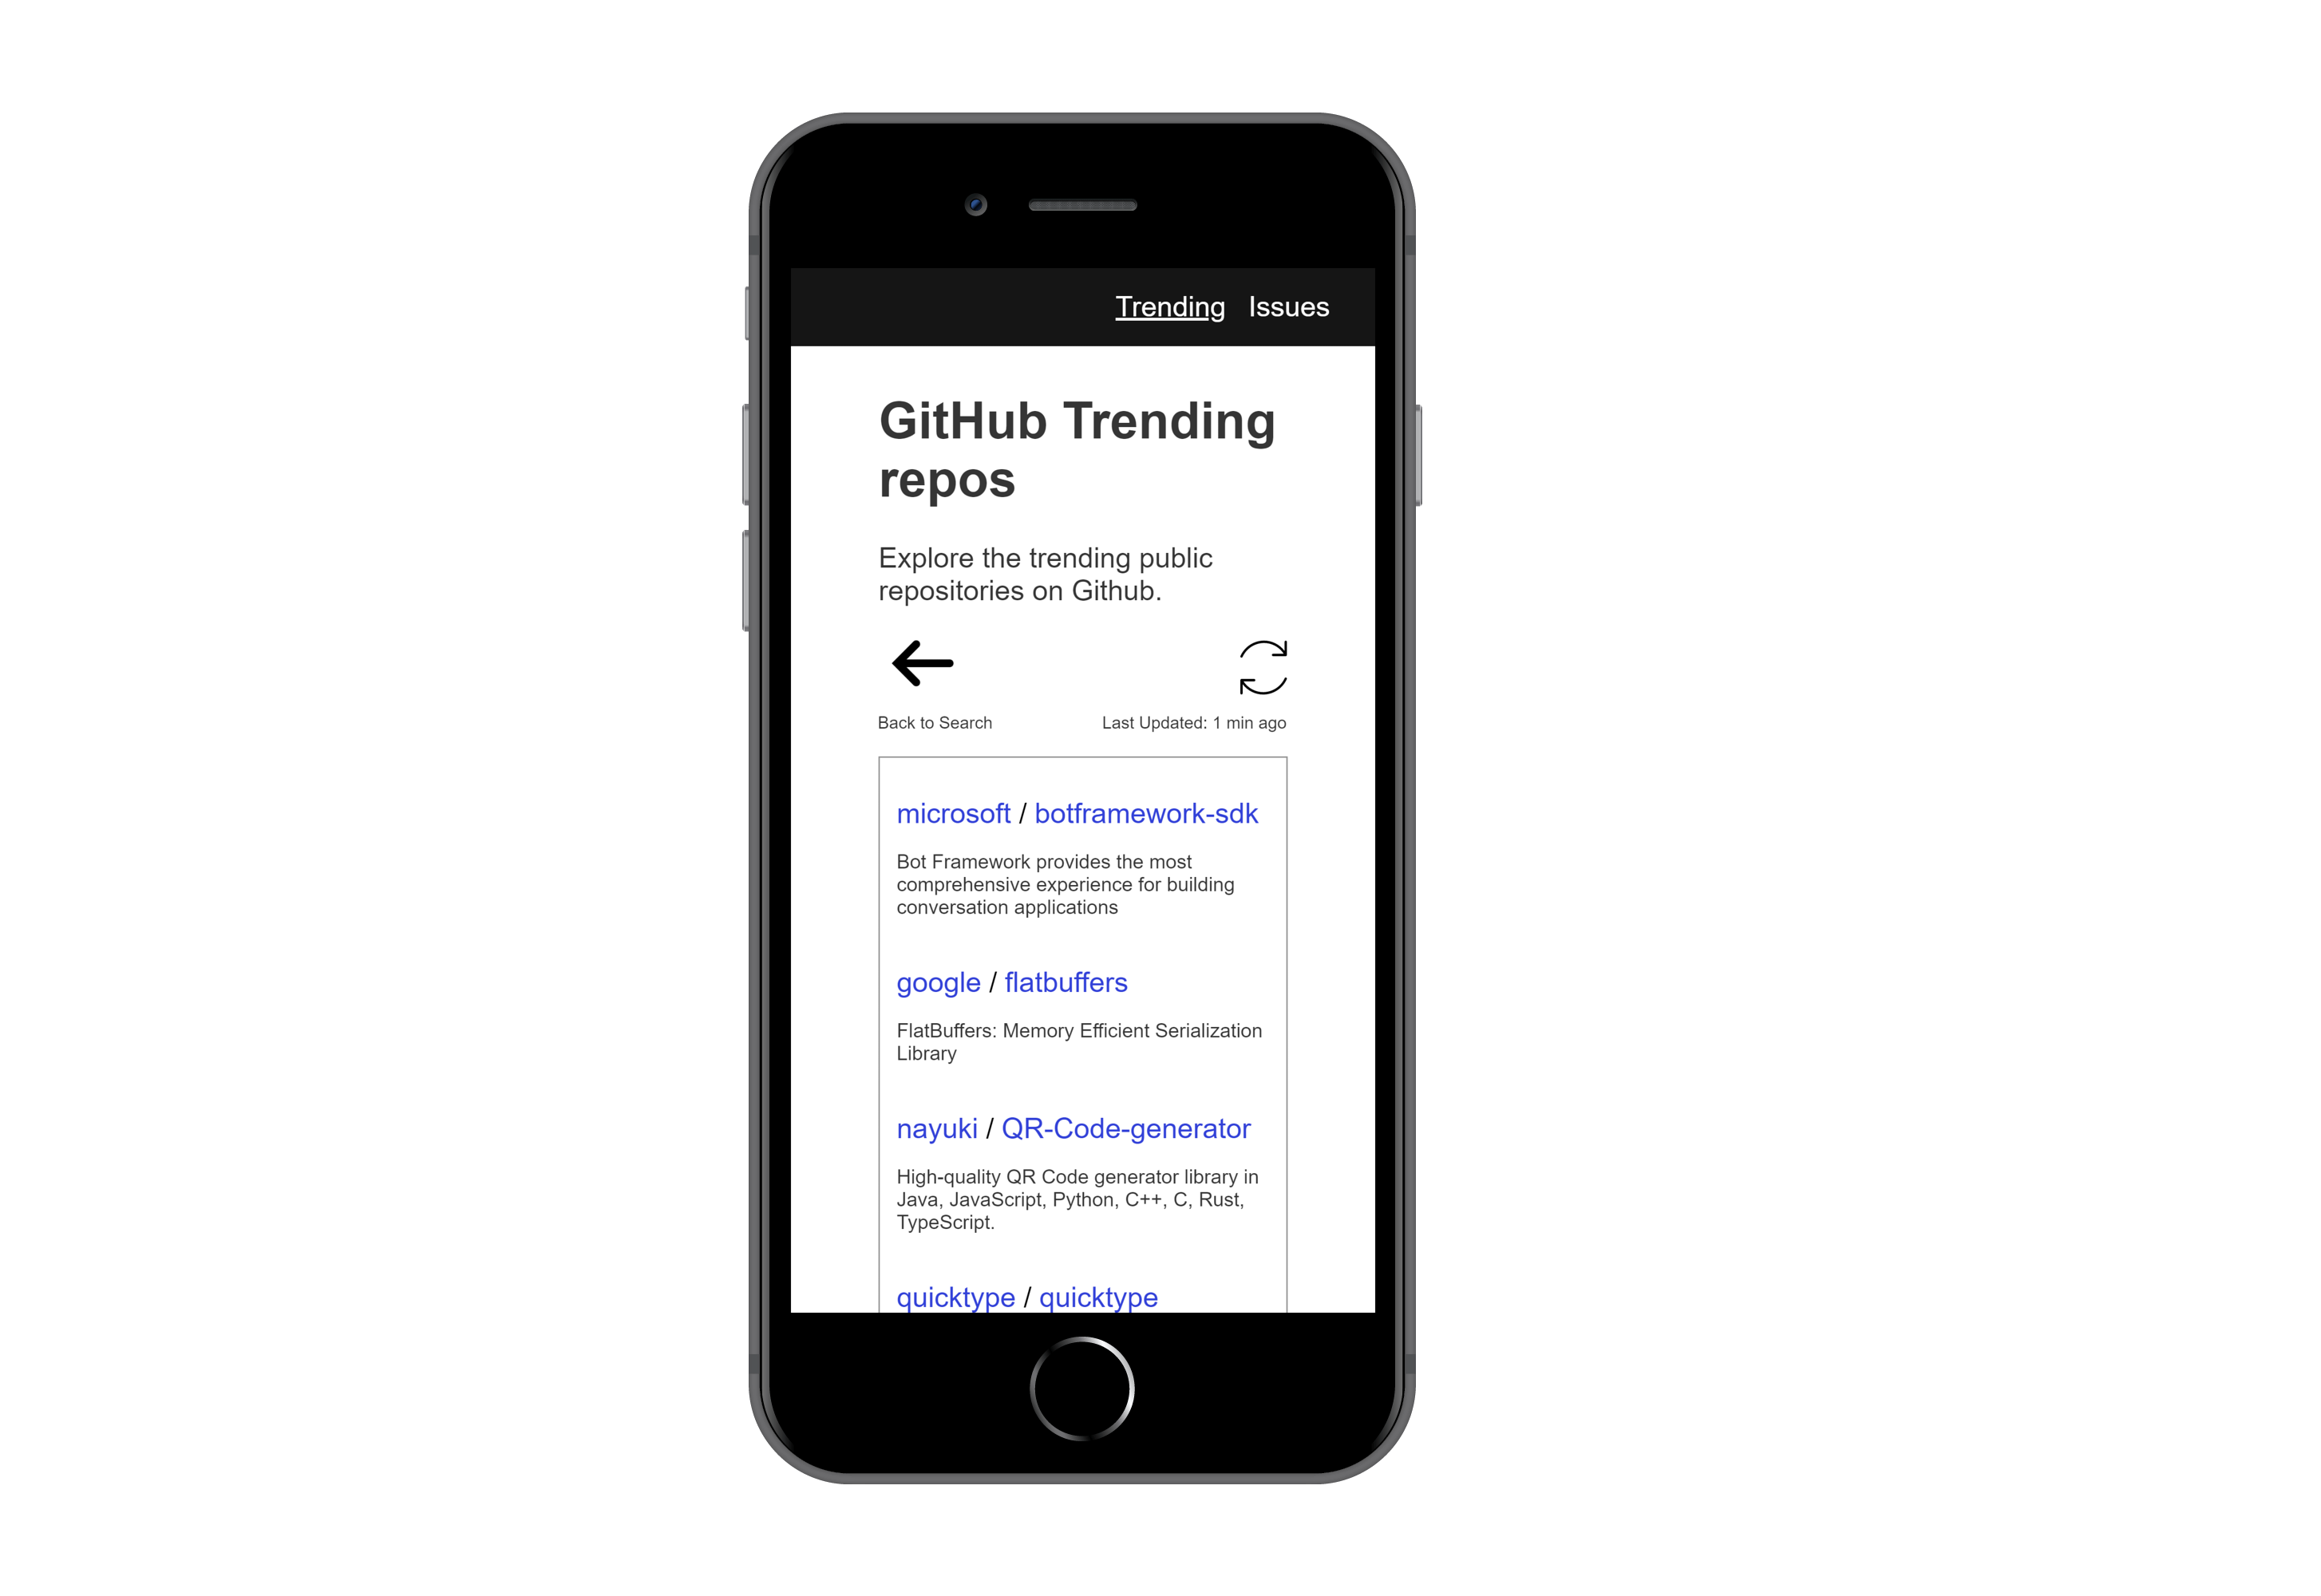 Trending Issues
GitHub Trending
repos
Explore the trending public
repositories on Github.
Back to Search
Last Updated: 1 min ago
microsoft / botframework-sdk
Bot Framework provides the most
comprehensive experience for building
conversation applications
google / flatbuffers
FlatBuffers: Memory Efficient Serialization
Library
nayuki / QR-Code-generator
High-quality QR Code generator library in
Java, JavaScript, Python, C++, C, Rust,
TypeScript.
quicktype / quicktype